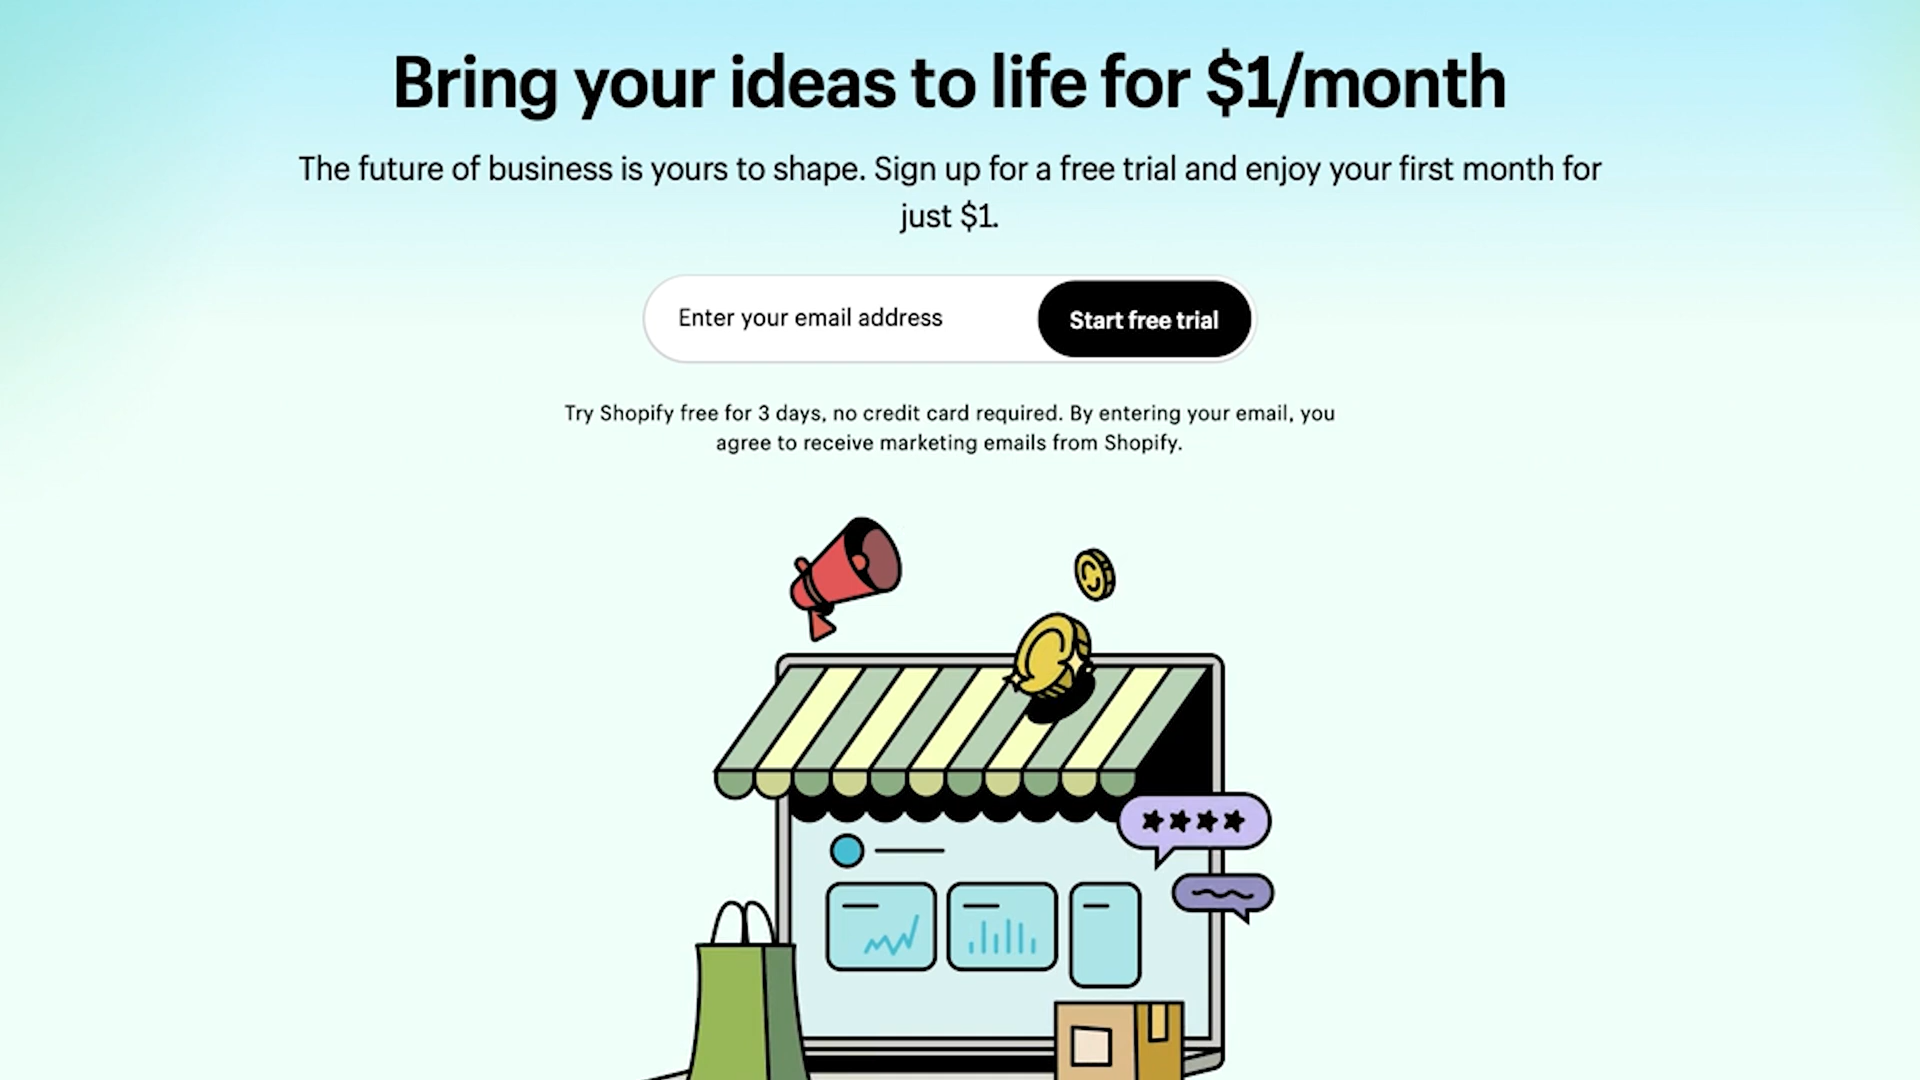 Bring your ideas to life for $1/month
The future of business is yours to shape. Sign up for a free trial and enjoy your first month for
just $1.
Enter your email address
Start free trial
Try Shopify free for 3 days, no credit card required. By entering your email, you
agree to receive marketing emails from Shopify.